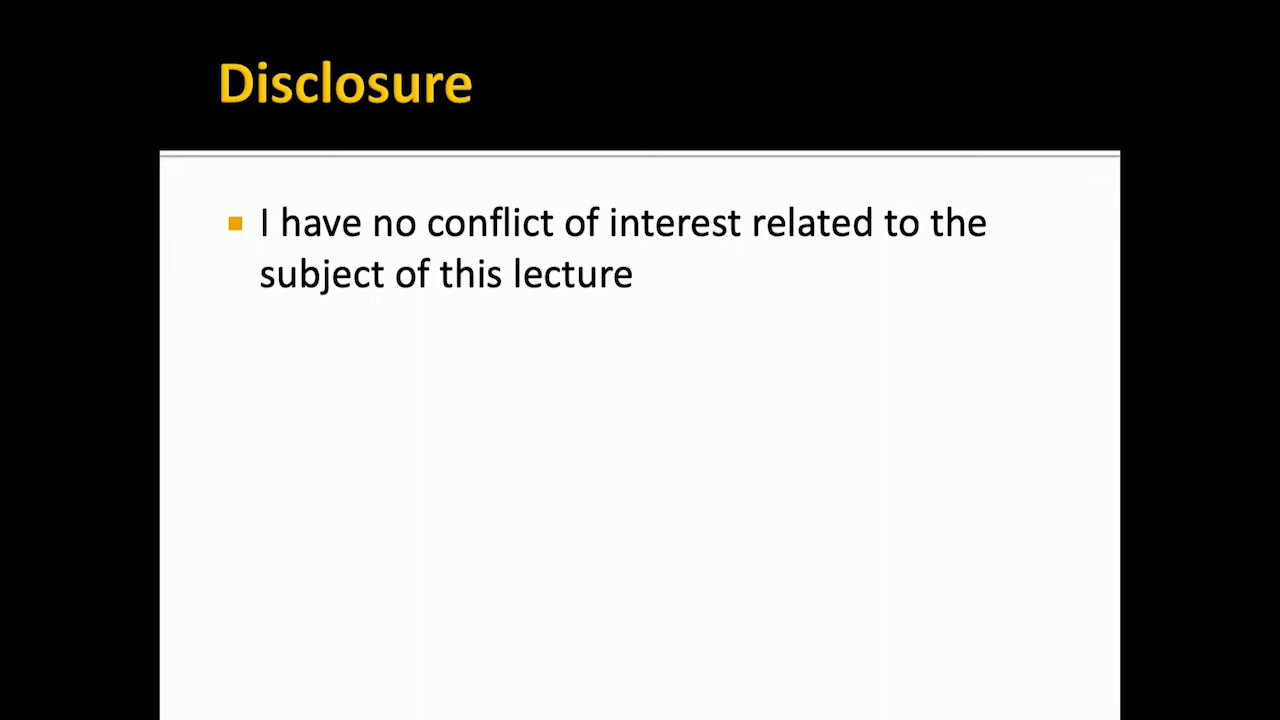 Disclosure
I have no conflict of interest related to the
subject of this lecture